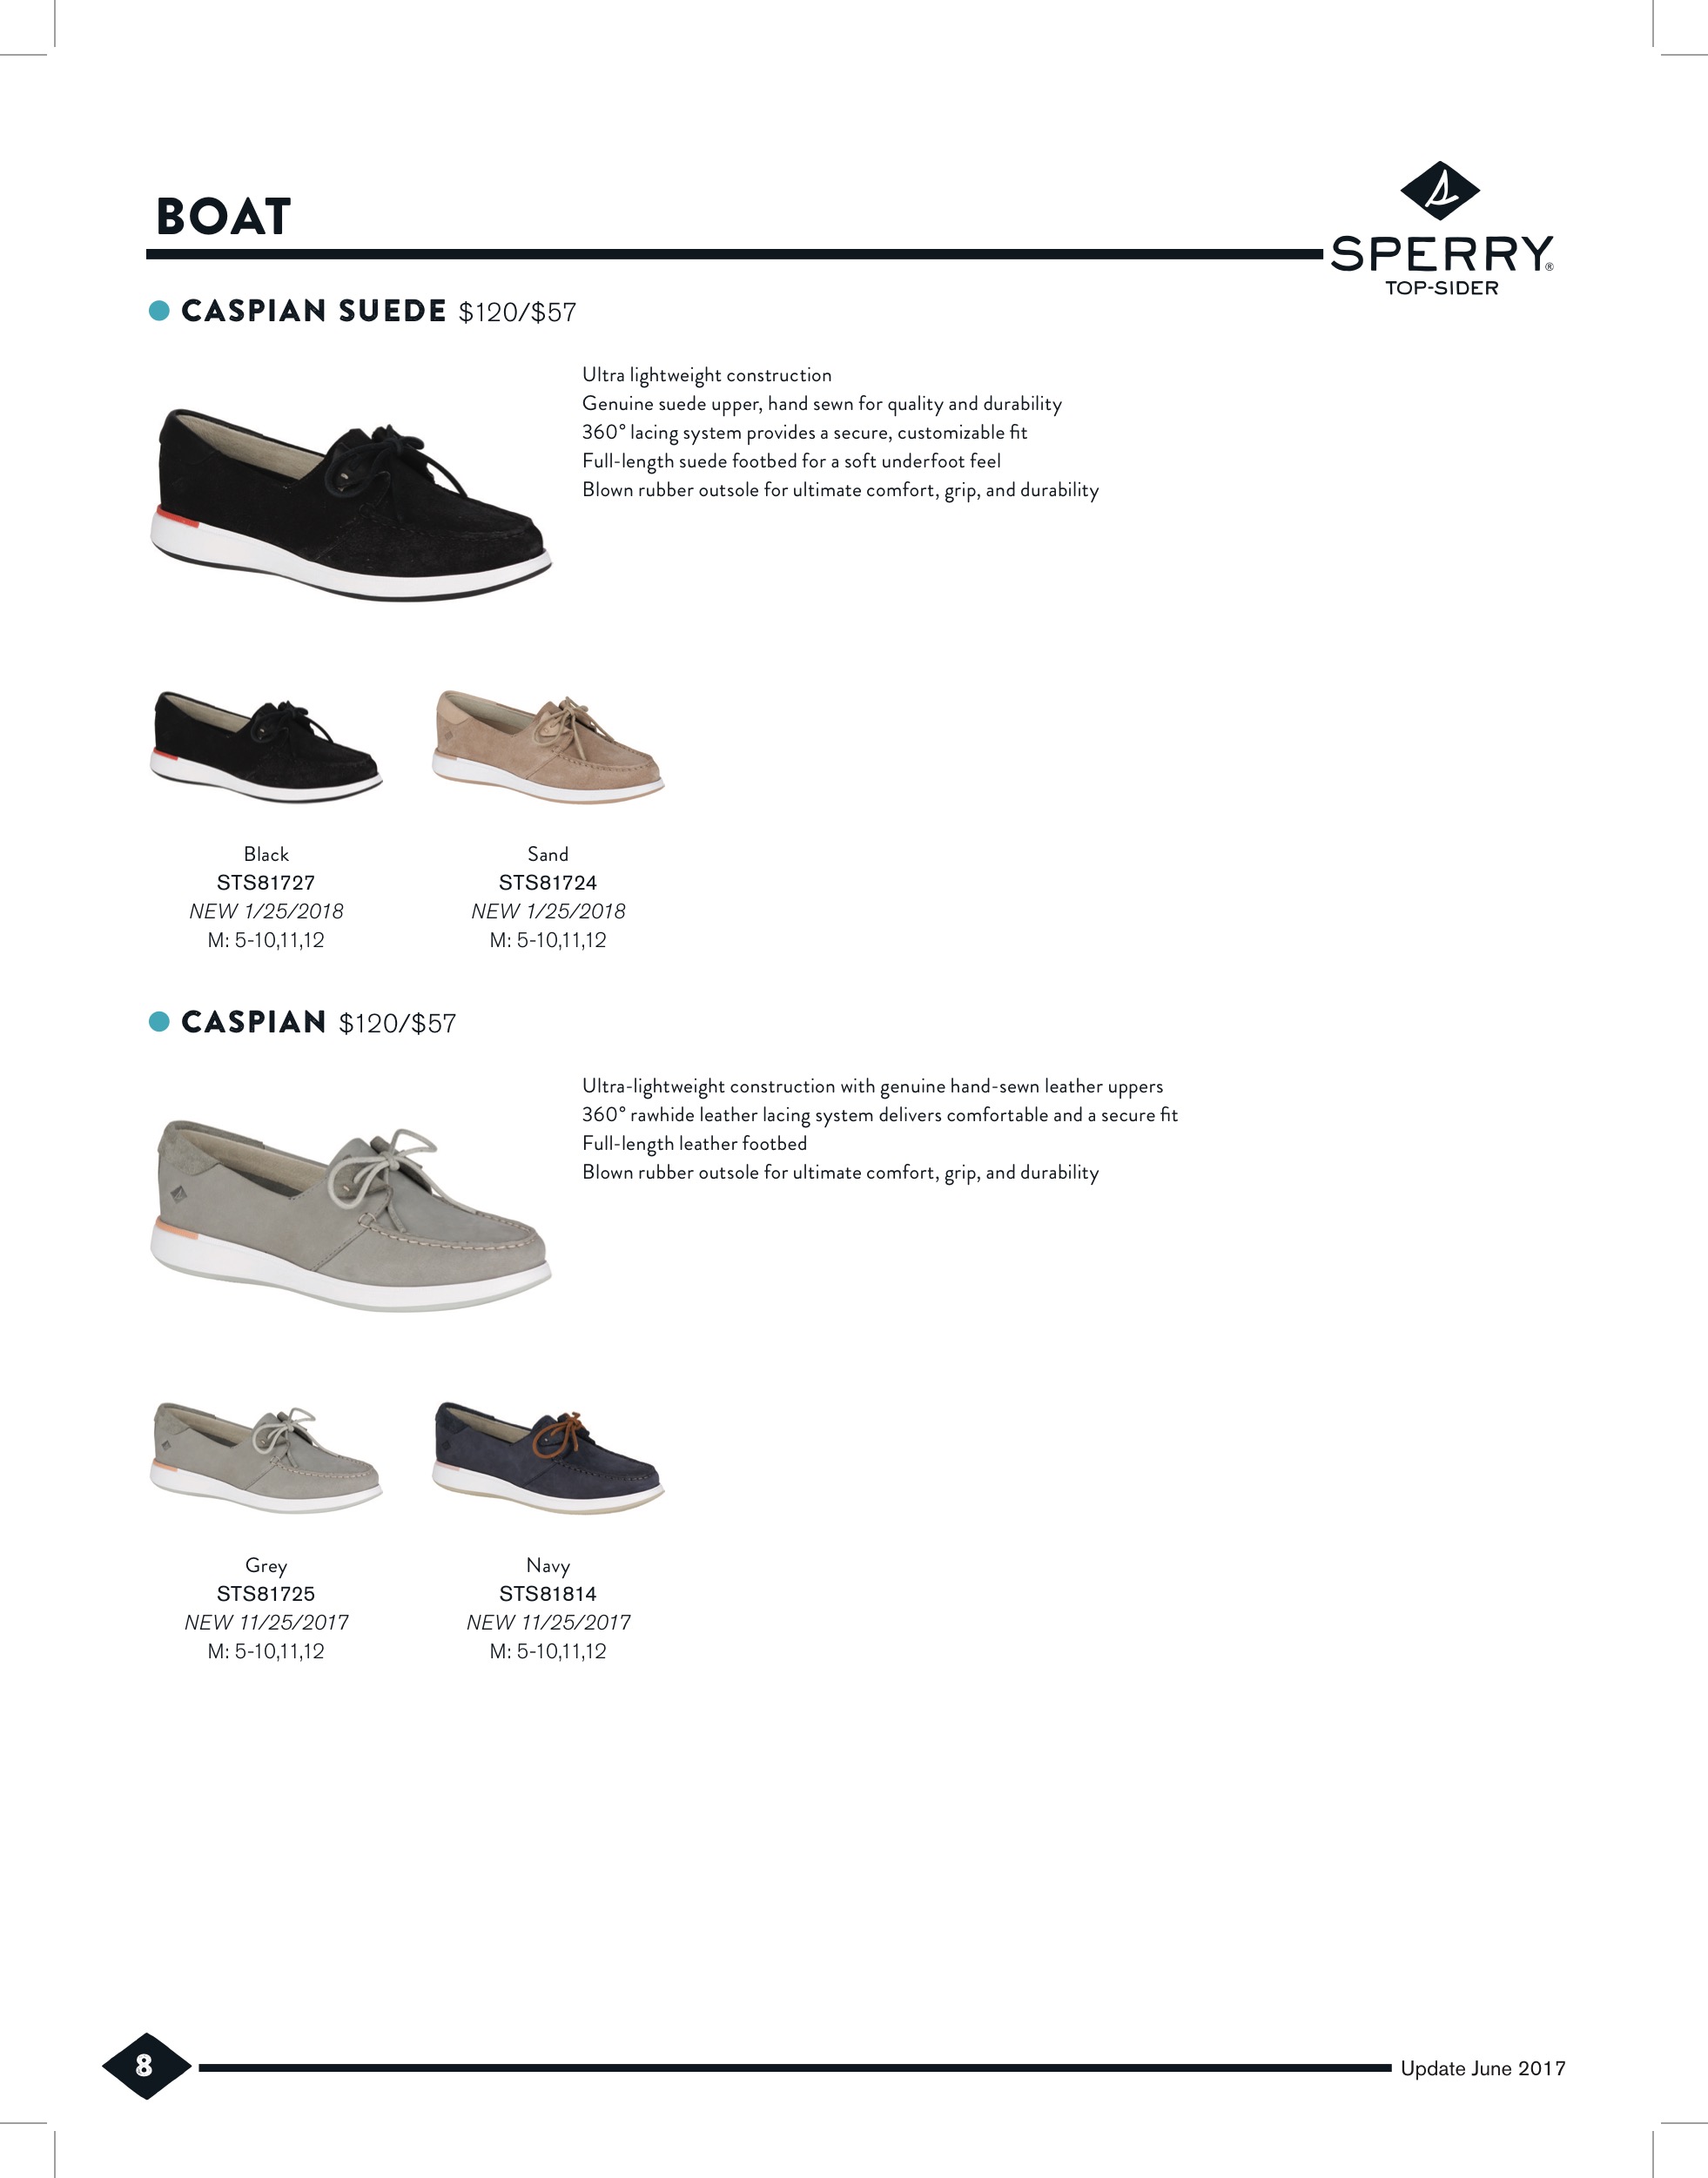 BOAT
SPERRY®
TOP-SIDER
CASPIAN SUEDE $120/$57
Ultra lightweight construction
Genuine suede upper, hand sewn for quality and durability
360° lacing system provides a secure, customizable fit
Full-length suede footbed for a soft underfoot feel
Blown rubber outsole for ultimate comfort, grip, and durability
Black
STS81727
NEW 1/25/2018
M: 5-10,11,12
Sand
STS81724
NEW 1/25/2018
M: 5-10,11,12
CASPIAN $120/$57
Ultra-lightweight construction with genuine hand-sewn leather uppers
360° rawhide leather lacing system delivers comfortable and a secure fit
Full-length leather footbed
Blown rubber outsole for ultimate comfort, grip, and durability
Grey
STS81725
NEW 11/25/2017
M: 5-10,11,12
Navy
STS81814
NEW 11/25/2017
M: 5-10,11,12
8
Update June 2017